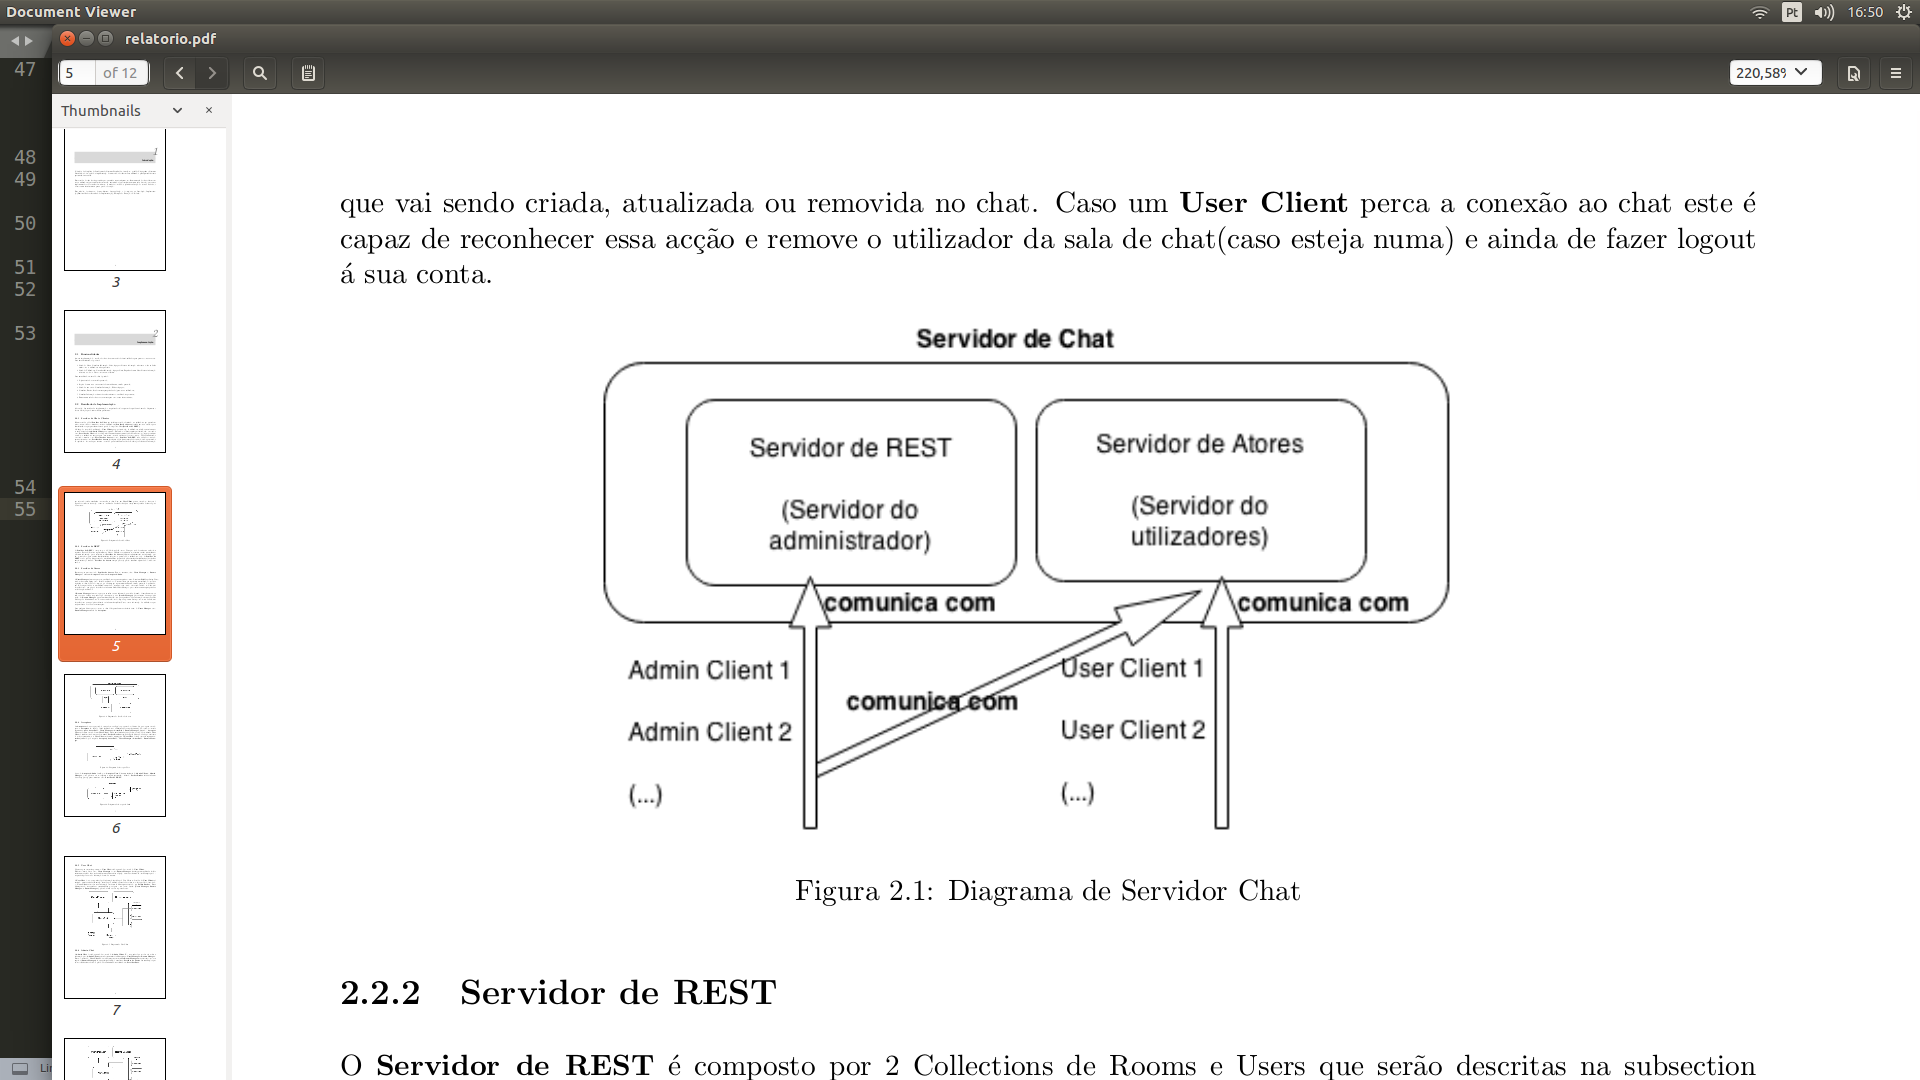 Document Viewer
Pt
16:50
relatorio.pdf
5 of 12
220,58%
Thumbnails
47
48
49
50
51
52
53
54
55
3
4
5
6
7
que vai sendo criada, atualizada ou removida no chat. Caso um User Client perca a conexão ao chat este é
capaz de reconhecer essa acção e remove o utilizador da sala de chat(caso esteja numa) e ainda de fazer logout
á sua conta.
Servidor de Chat
Servidor de REST
(Servidor do
administrador)
Servidor de Atores
(Servidor do
utilizadores)
comunica com
comunica com
Admin Client 1
User Client 1
comunica com
Admin Client 2
User Client 2
(...)
(...)
Figura 2.1: Diagrama de Servidor Chat
2.2.2 Servidor de REST
O Servidor de REST é composto por 2 Collections de Rooms e Users que serão descritas na subsection